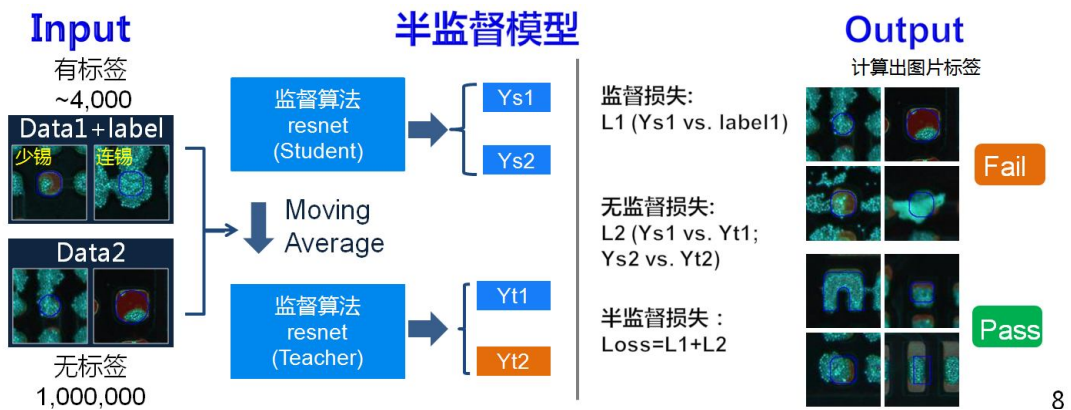 Input
有标签
~4,000
Data1+label
少锡
连锡
Data2
无标签
1,000,000
半监督模型
监督算法
resnet
(Student)
Ys1
Ys2
Moving
Average
监督算法
resnet
(Teacher)
Yt1
Yt2
监督损失:
L1 (Ys1 vs. label1)
无监督损失:
L2 (Ys1 vs. Yt1;
Ys2 vs. Yt2)
半监督损失：
Loss=L1+L2
Output
计算出图片标签
Fail
Pass
8